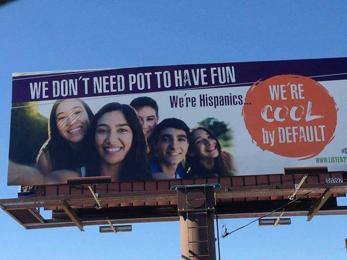 WE DON'T NEED POT TO HAVE FUN
We're Hispanics...
WE'RE
COOL
by DEFAULT